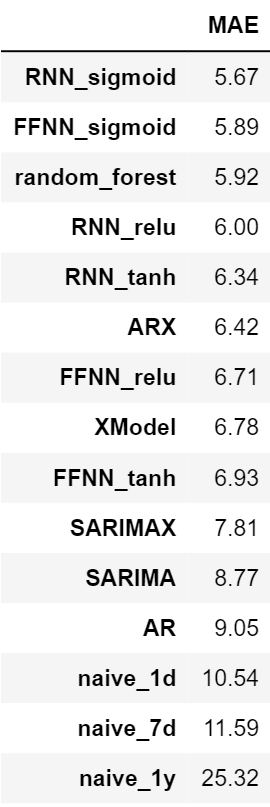 MAE
RNN_sigmoid 5.67
FFNN_sigmoid 5.89
random_forest 5.92
RNN_relu 6.00
RNN_tanh 6.34
ARX 6.42
FFNN_relu 6.71
XModel 6.78
FFNN_tanh 6.93
SARIMAX 7.81
SARIMA 8.77
AR 9.05
naive_1d 10.54
naive_7d 11.59
naive_1y 25.32